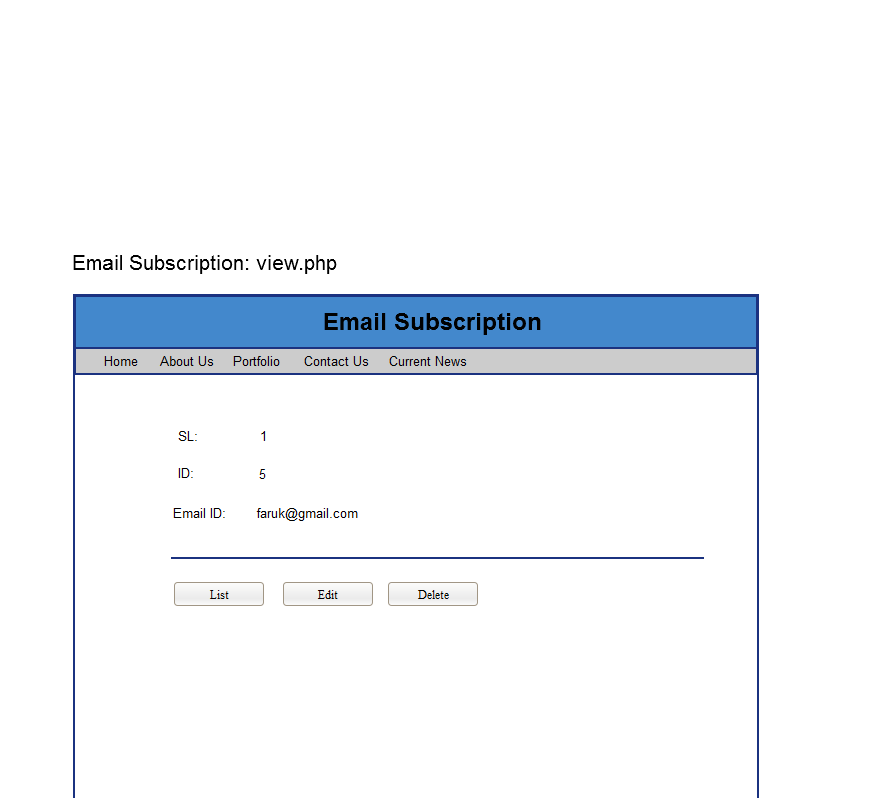 Email Subscription: view.php
Email Subscription
Home About Us Portfolio Contact Us Current News
SL: 1
ID: 5
Email ID: faruk@gmail.com
List Edit Delete